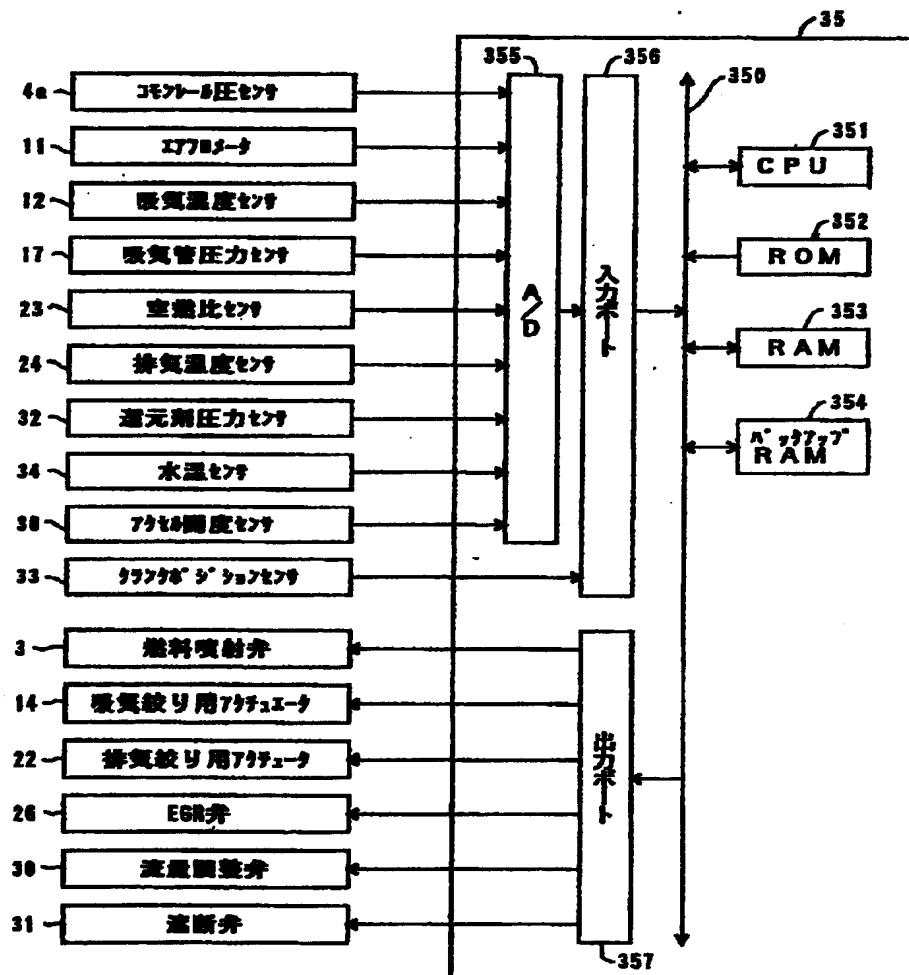 35
355
356
350
4a コモンレール圧センサ
11 エアフロメータ
351
CPU
12 吸気温度センサ
352
ROM
17 吸気管圧力センサ
A/D
入力ポート
353
RAM
23 空燃比センサ
24 排気温度センサ
354
バックアップ
RAM
32 還元剤圧力センサ
34 水温センサ
アクセル開度センサ
33 クランクポジションセンサ
3 燃料噴射弁
14 吸気絞り用アクチュエータ
22 排気絞り用アクチュータ
出力ポート
26 EGR弁
30 流量調整弁
31 遮断弁
357